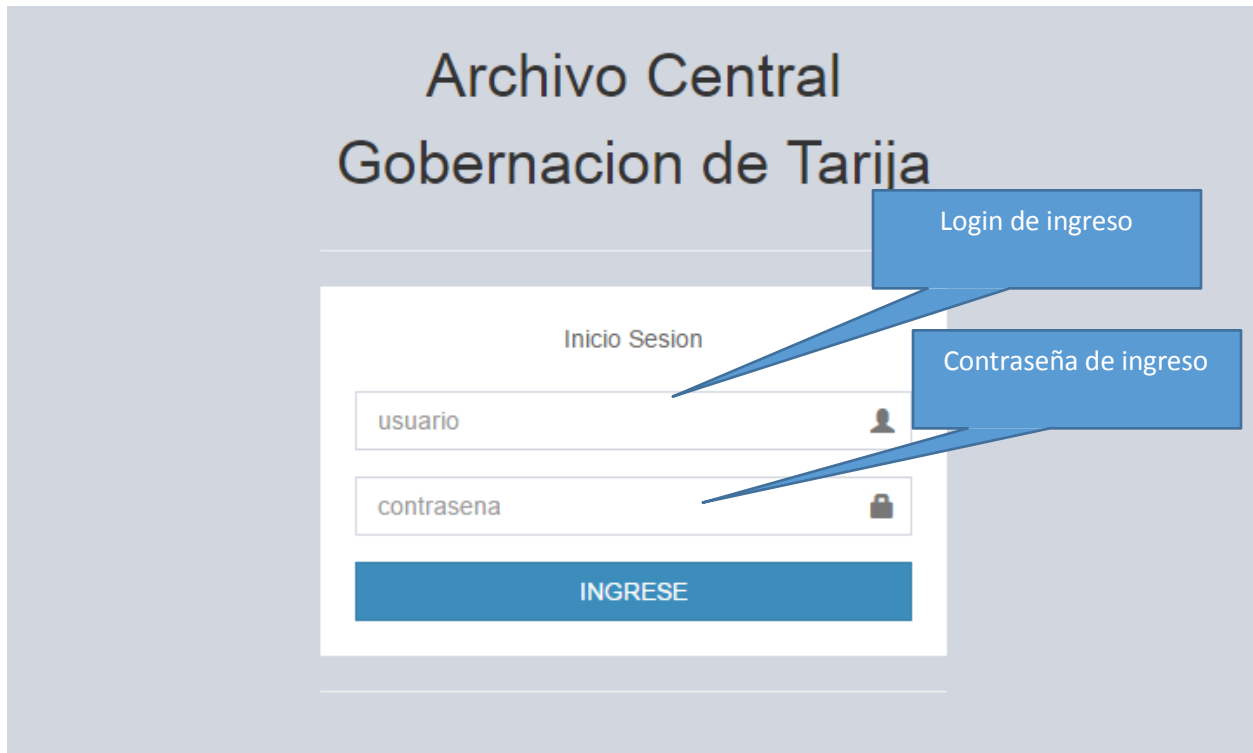 Archivo Central
Gobernacion de Tarija
Login de ingreso
Inicio Sesion
Contraseña de ingreso
usuario
contrasena
INGRESE